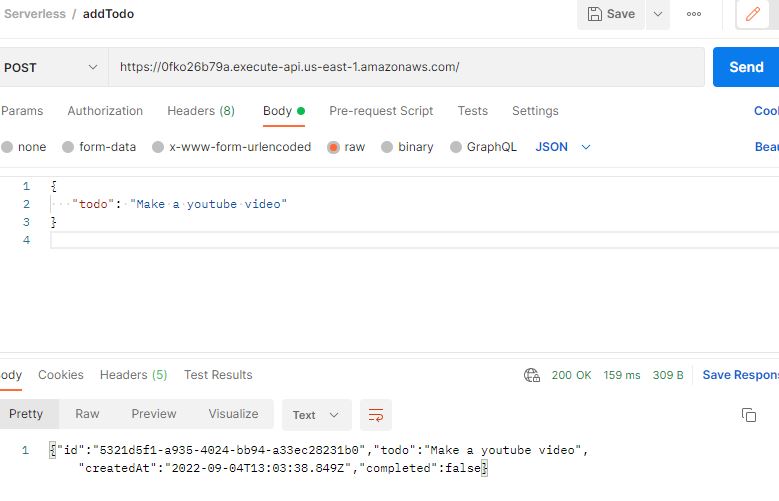 Serverless / addTodo Save
POST https://0fko26b79a.execute-api.us-east-1.amazonaws.com/ Send
Params Authorization Headers (8) Body Pre-request Script Tests Settings Cool
none form-data x-www-form-urlencoded raw binary GraphQL JSON Beau
1 {
2 "todo": "Make a youtube video"
3 }
4
ody Cookies Headers (5) Test Results 200 OK 159 ms 309 B Save Respons
Pretty Raw Preview Visualize Text
1 {"id":"5321d5f1-a935-4024-bb94-a33ec28231b0","todo":"Make a youtube video",
"createdAt":"2022-09-04T13:03:38.849Z","completed":false}